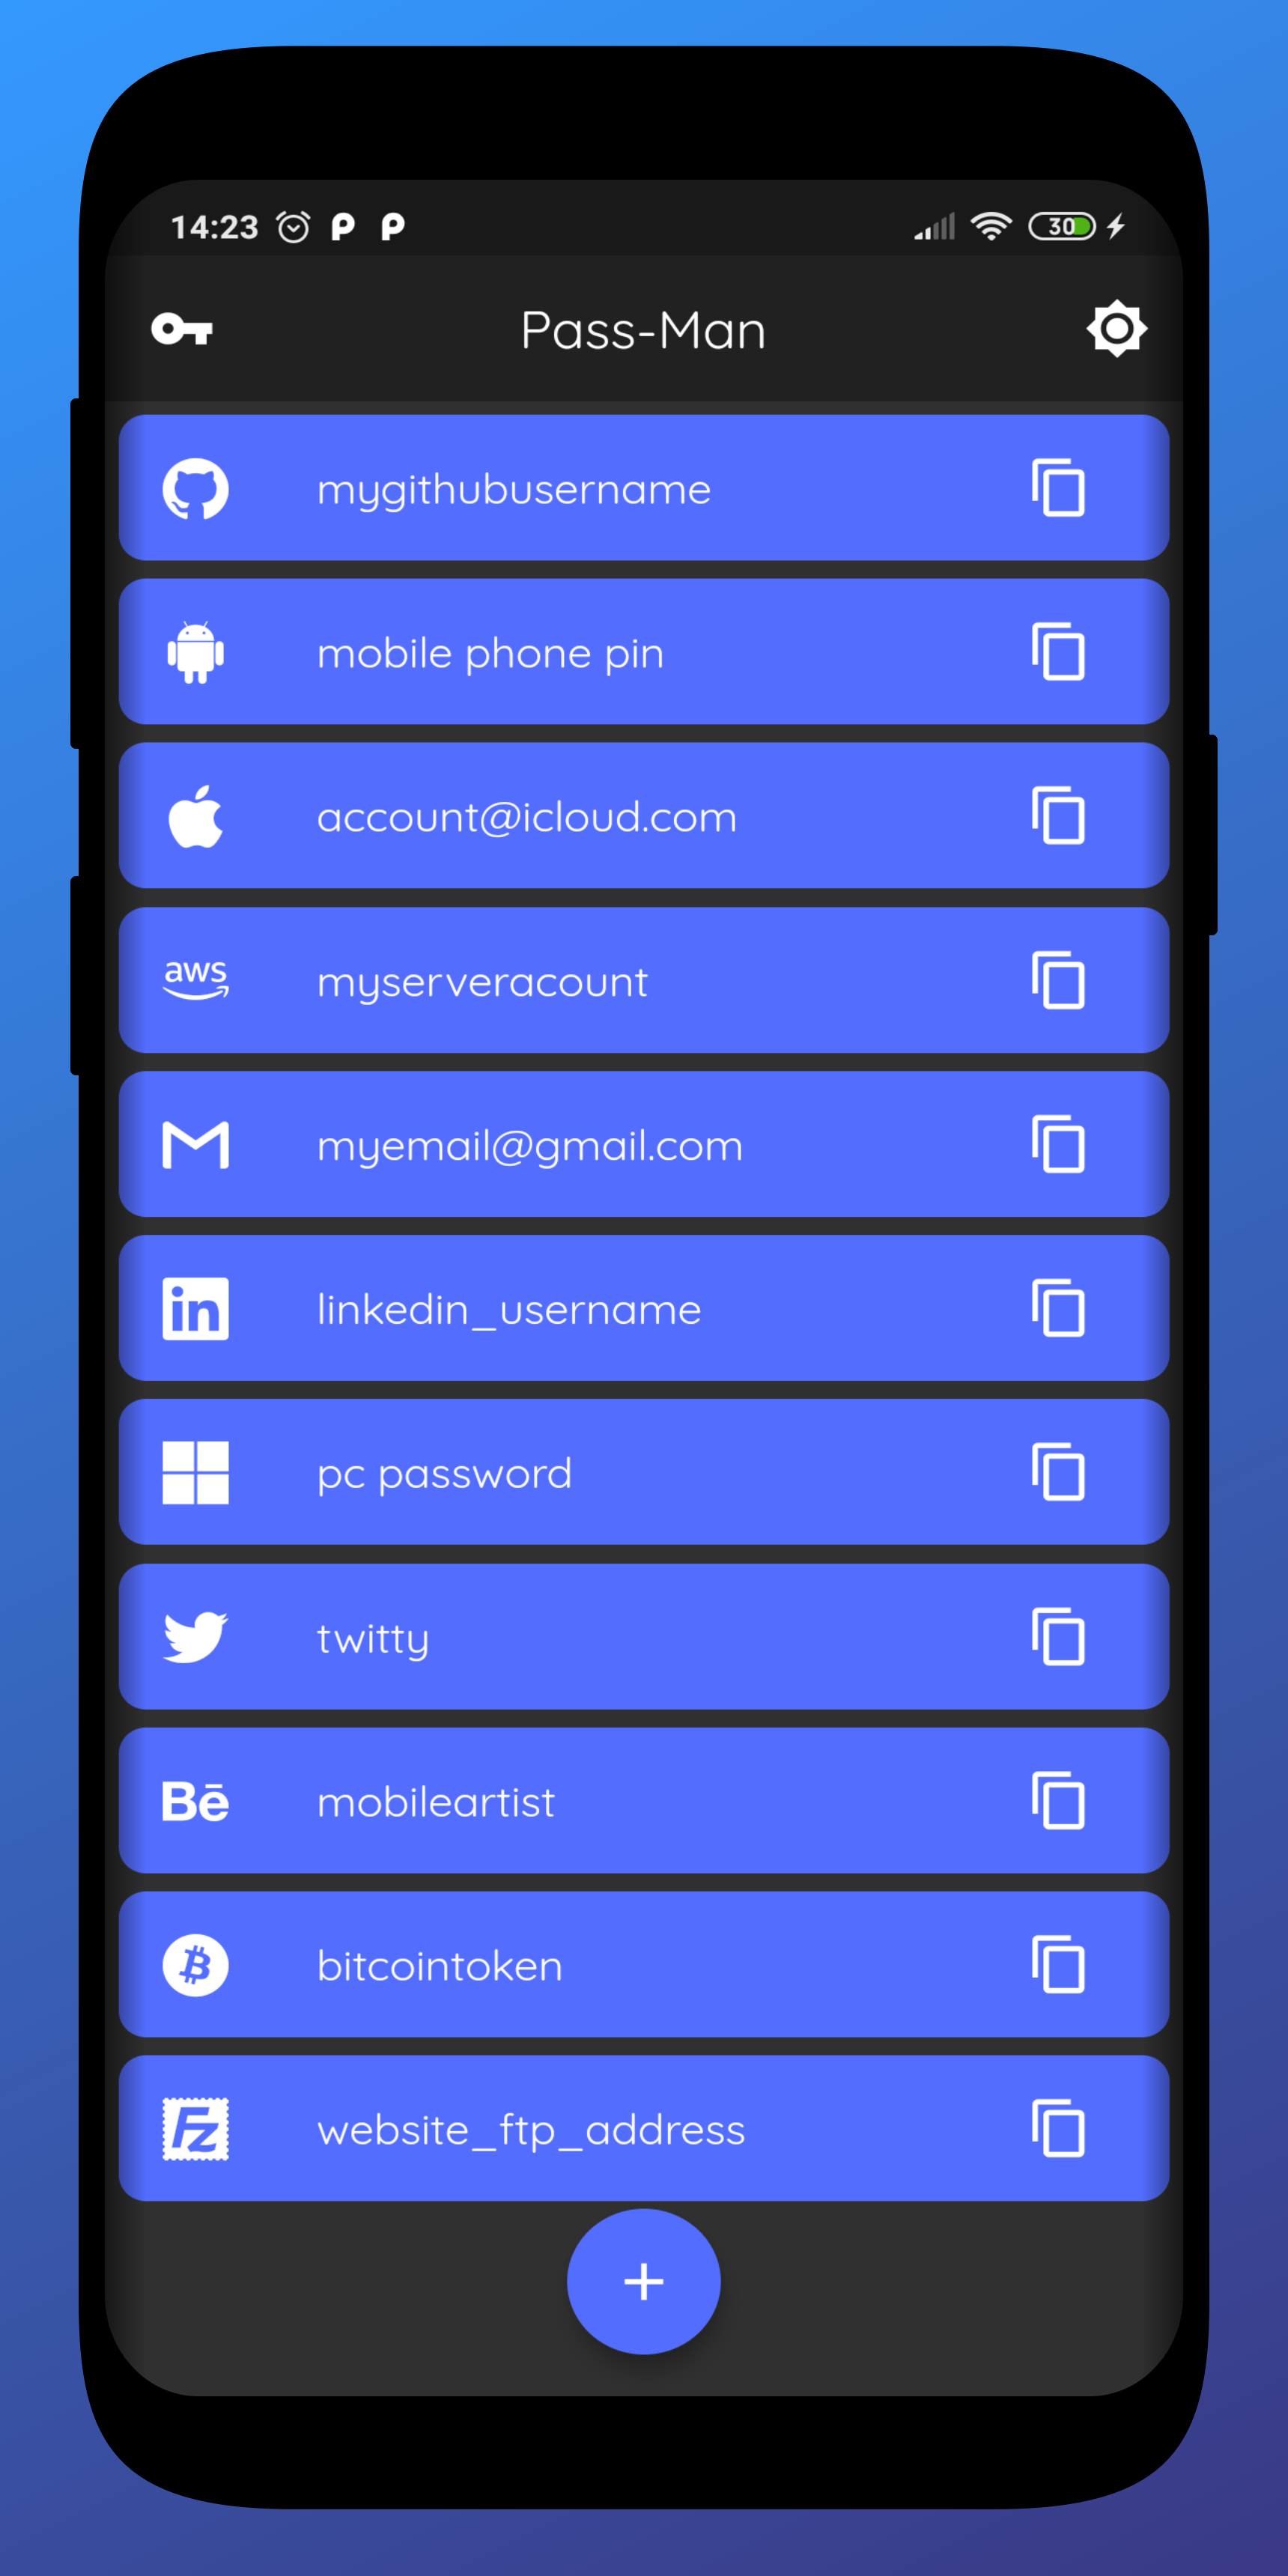 14:23 30
Pass-Man
mygithubusername
mobile phone pin
account@icloud.com
aws myserveracount
myemail@gmail.com
in linkedin_username
pc password
twitty
Bē mobileartist
bitcointoken
Fz website_ftp_address